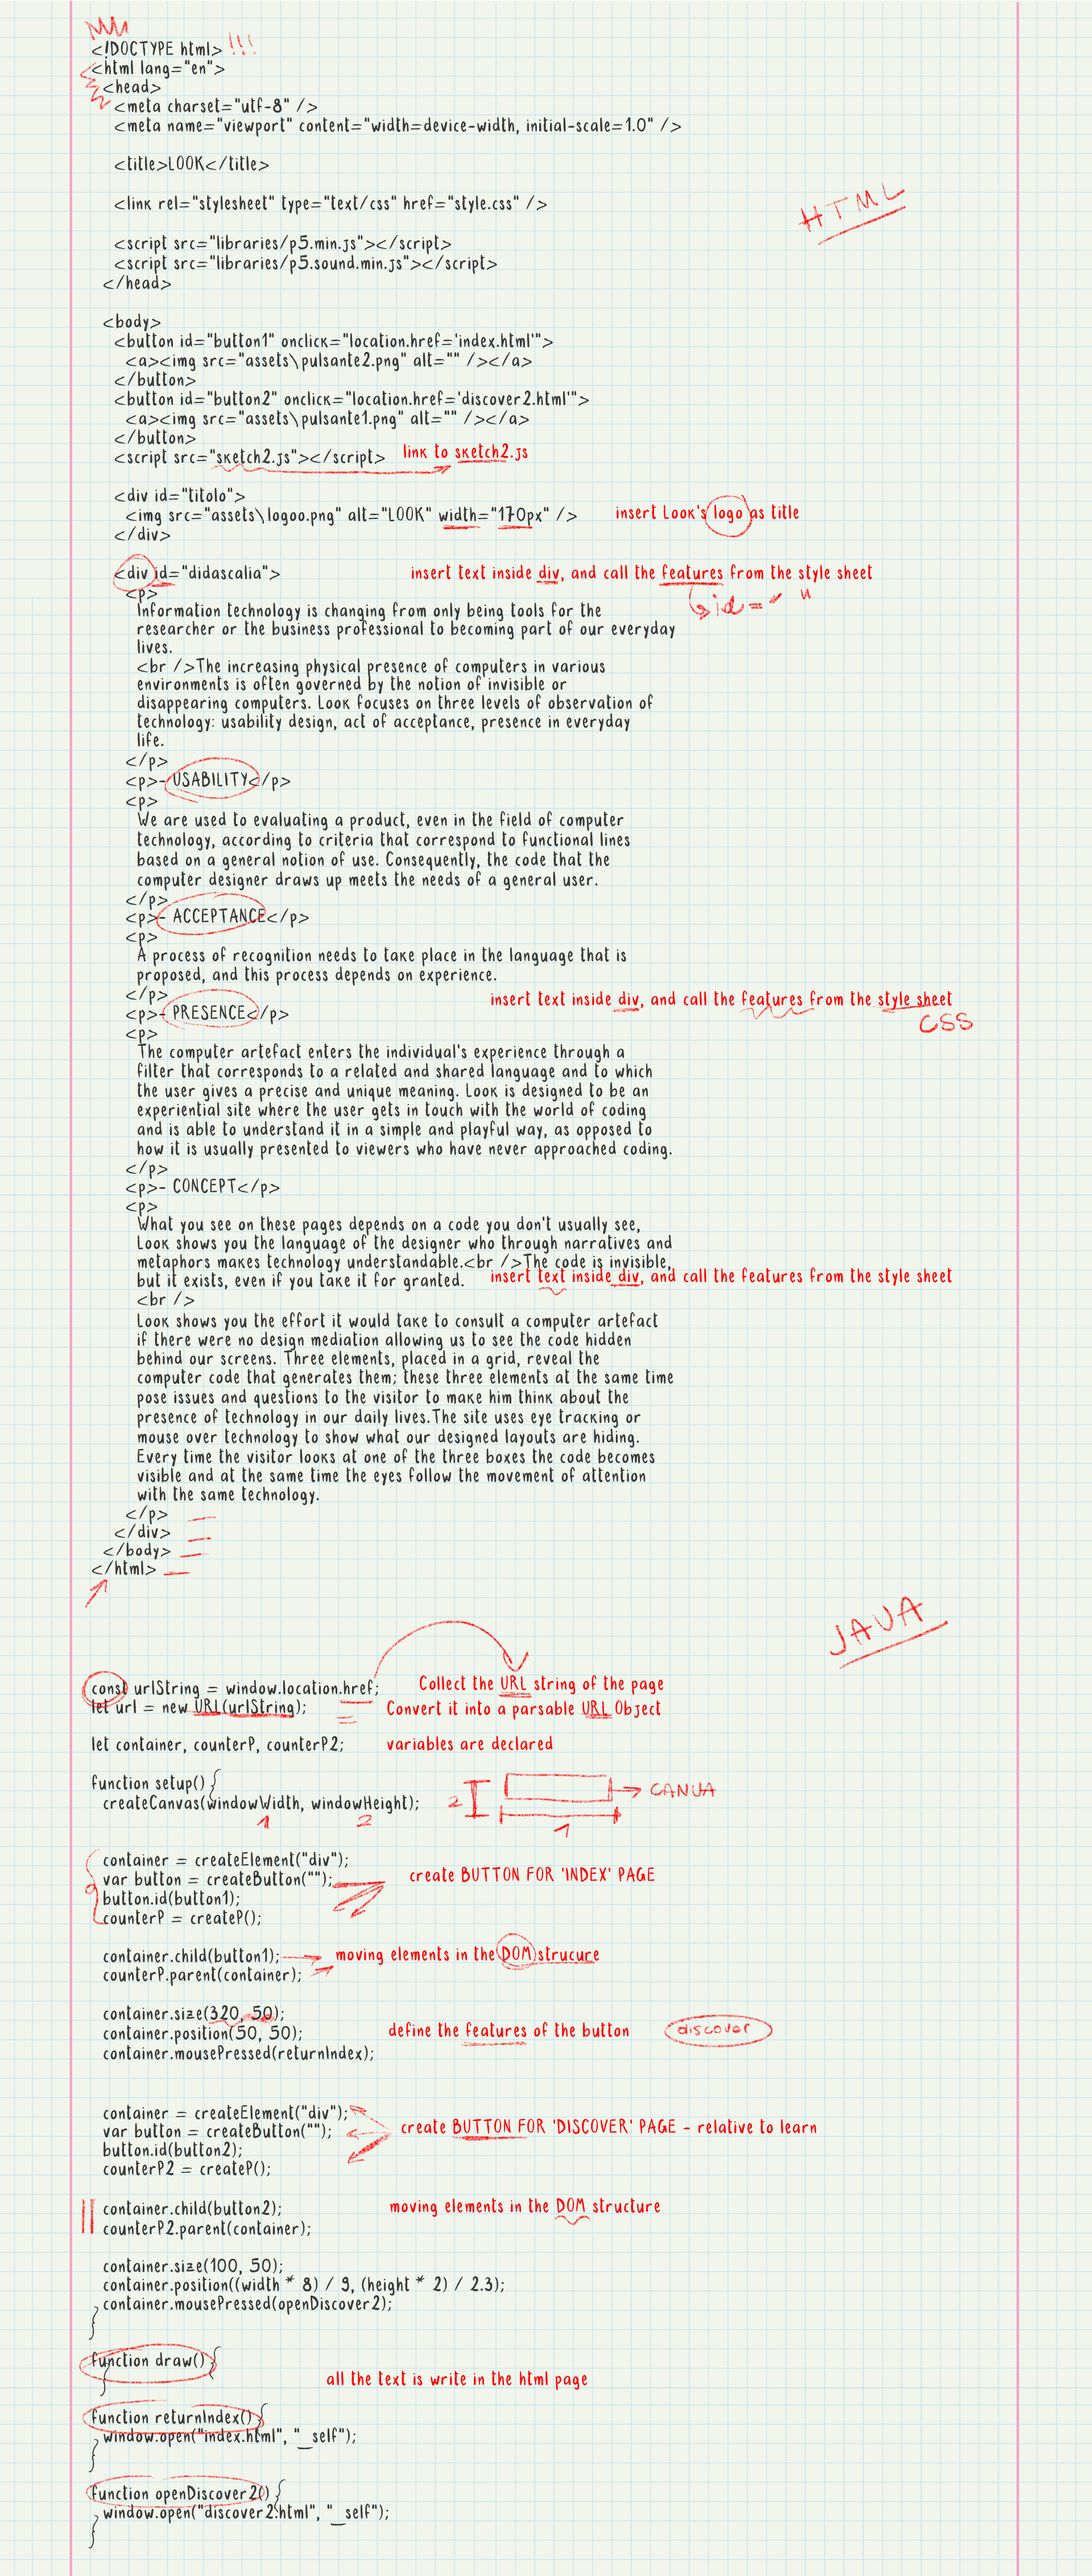 <!DOCTYPE html> !!!
<html lang="en">
<head>
<meta charset="utf-8" />
<meta name="viewport" content="width=device-width, initial-scale=1.0" />
<title>LOOK</title>
<link rel="stylesheet" type="text/css" href="style.css" />
HTML
<script src="libraries/p5.min.js"></script>
<script src="libraries/p5.sound.min.js"></script>
</head>
<body>
<button id="button1" onclick="location.href='index.html'">
<a><img src="assets\pulsante2.png" alt="" /></a>
</button>
<button id="button2" onclick="location.href='discover2.html'">
<a><img src="assets\pulsante1.png" alt="" /></a>
</button>
<script src="sketch2.js"></script> link to sketch2.js
<div id="titolo">
<img src="assets\logoo.png" alt="LOOK" width="170px" /> insert Look's logo as title
</div>
<div id="didascalia"> insert text inside div, and call the features from the style sheet
<p> id=" "
Information technology is changing from only being tools for the
researcher or the business professional to becoming part of our everyday
lives.
<br />The increasing physical presence of computers in various
environments is often governed by the notion of invisible or
disappearing computers. Look focuses on three levels of observation of
technology: usability design, act of acceptance, presence in everyday
life.
</p>
<p>- USABILITY</p>
<p>
We are used to evaluating a product, even in the field of computer
technology, according to criteria that correspond to functional lines
based on a general notion of use. Consequently, the code that the
computer designer draws up meets the needs of a general user.
</p>
<p>- ACCEPTANCE</p>
<p>
A process of recognition needs to take place in the language that is
proposed, and this process depends on experience.
</p> insert text inside div, and call the features from the style sheet
<p>- PRESENCE</p> CSS
<p>
The computer artefact enters the individual's experience through a
filter that corresponds to a related and shared language and to which
the user gives a precise and unique meaning. Look is designed to be an
experiential site where the user gets in touch with the world of coding
and is able to understand it in a simple and playful way, as opposed to
how it is usually presented to viewers who have never approached coding.
</p>
<p>- CONCEPT</p>
<p>
What you see on these pages depends on a code you don't usually see,
Look shows you the language of the designer who through narratives and
metaphors makes technology understandable.<br />The code is invisible,
but it exists, even if you take it for granted. insert text inside div, and call the features from the style sheet
<br />
Look shows you the effort it would take to consult a computer artefact
if there were no design mediation allowing us to see the code hidden
behind our screens. Three elements, placed in a grid, reveal the
computer code that generates them; these three elements at the same time
pose issues and questions to the visitor to make him think about the
presence of technology in our daily lives.The site uses eye tracking or
mouse over technology to show what our designed layouts are hiding.
Every time the visitor looks at one of the three boxes the code becomes
visible and at the same time the eyes follow the movement of attention
with the same technology.
</p>
</div>
</body>
</html>
JAVA
const urlString = window.location.href; Collect the URL string of the page
let url = new URL(urlString); Convert it into a parsable URL Object
let container, counterP, counterP2; variables are declared
function setup() {
createCanvas(windowWidth, windowHeight); 2 CANVA
1 2 1
container = createElement("div");
var button = createButton(""); create BUTTON FOR 'INDEX' PAGE
button.id(button1);
counterP = createP();
container.child(button1); moving elements in the DOM strucure
counterP.parent(container);
container.size(320, 50);
container.position(50, 50); define the features of the button discover
container.mousePressed(returnIndex);
container = createElement("div");
var button = createButton(""); create BUTTON FOR 'DISCOVER' PAGE - relative to learn
button.id(button2);
counterP2 = createP();
container.child(button2); moving elements in the DOM structure
counterP2.parent(container);
container.size(100, 50);
container.position((width * 8) / 9, (height * 2) / 2.3);
container.mousePressed(openDiscover2);
}
function draw() {
} all the text is write in the html page
function returnIndex() {
window.open("index.html", "_self");
}
function openDiscover2() {
window.open("discover2.html", "_self");
}